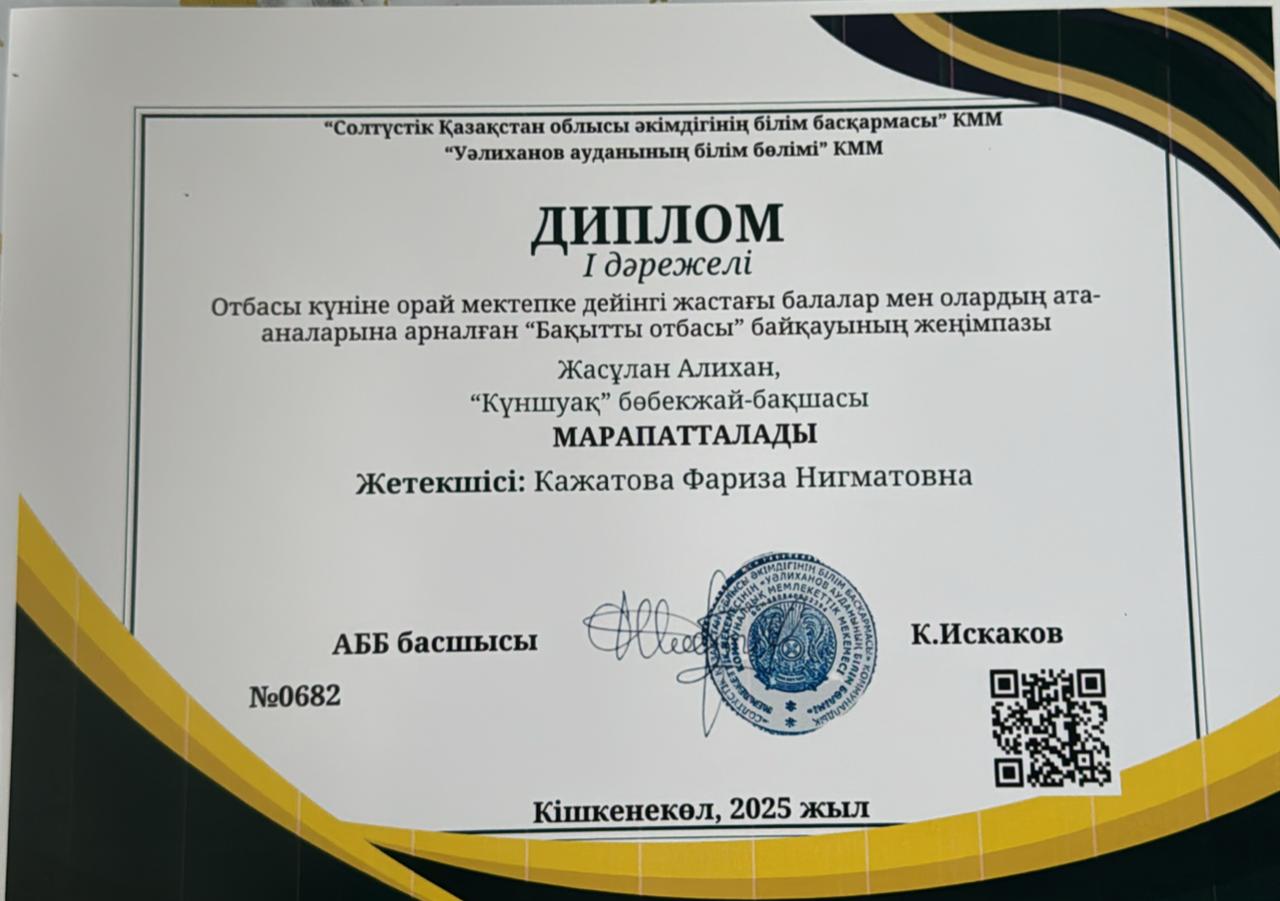 “Солтүстік Қазақстан облысы әкімдігінің білім басқармасы” КММ
“Уәлиханов ауданының білім бөлімі” КММ
ДИПЛОМ
І дәрежелі
Отбасы күніне орай мектепке дейінгі жастағы балалар мен олардың ата-
аналарына арналған “Бақытты отбасы” байқауының жеңімпазы
Жасұлан Алихан,
“Күншуақ” бөбекжай-бақшасы
МАРАПАТТАЛАДЫ
Жетекшісі: Кажатова Фариза Нигматовна
АББ басшысы
К.Искаков
№0682
Кішкенекөл, 2025 жыл